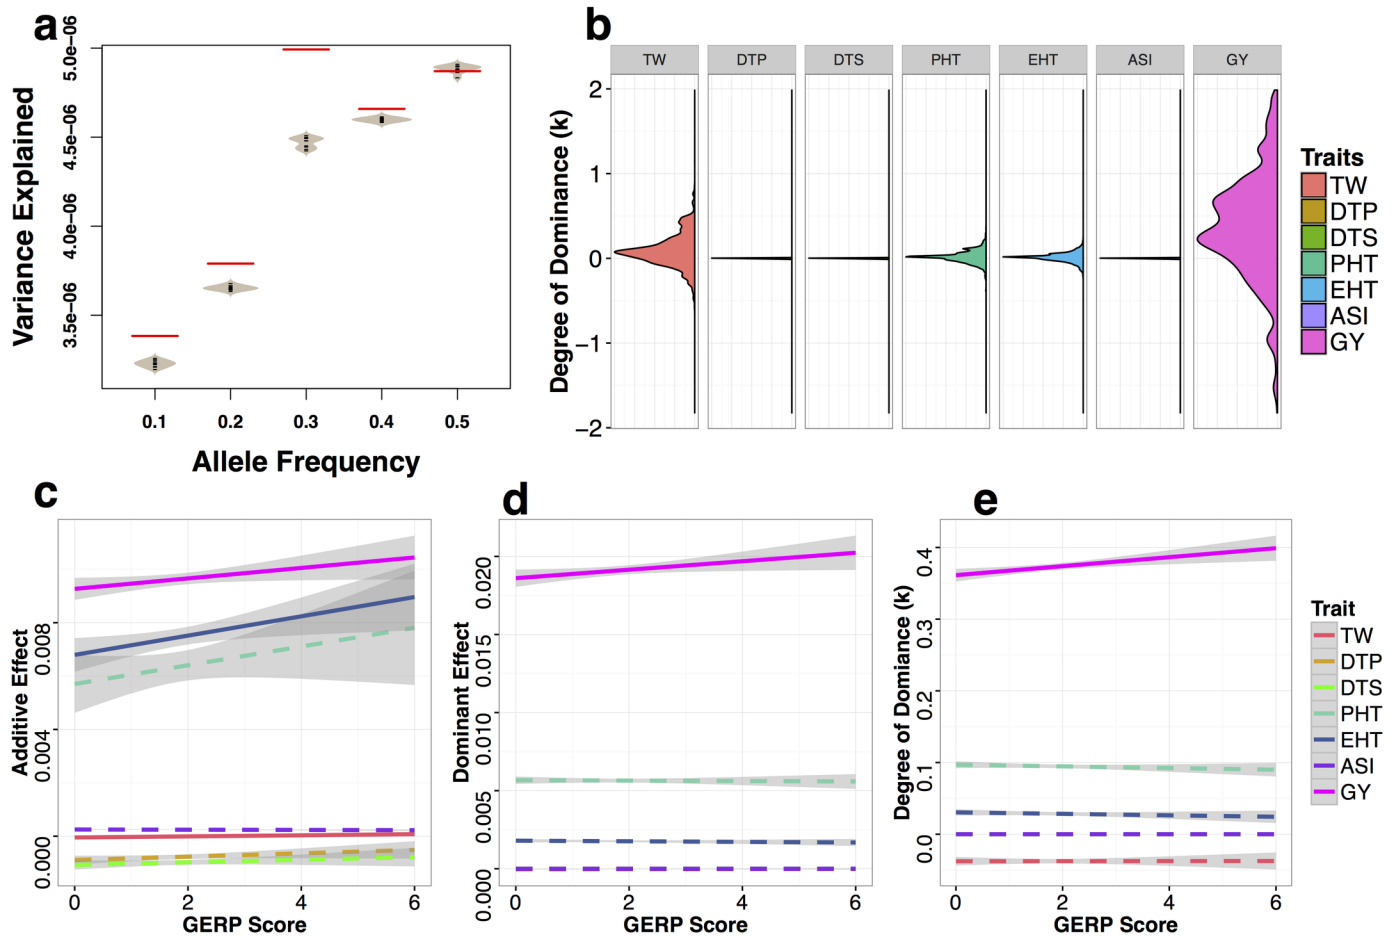 a
Variance Explained
5.0e-06
4.5e-06
4.0e-06
3.5e-06
0.1 0.2 0.3 0.4 0.5
Allele Frequency
b
TW DTP DTS PHT EHT ASI GY
Degree of Dominance (k)
2
1
0
−1
−2
Traits
TW
DTP
DTS
PHT
EHT
ASI
GY
c
Additive Effect
0.008
0.004
0.000
0 2 4 6
GERP Score
d
Dominant Effect
0.020
0.015
0.010
0.005
0.000
0 2 4 6
GERP Score
e
Degree of Domiance (k)
0.4
0.3
0.2
0.1
0.0
0 2 4 6
GERP Score
Trait
TW
DTP
DTS
PHT
EHT
ASI
GY